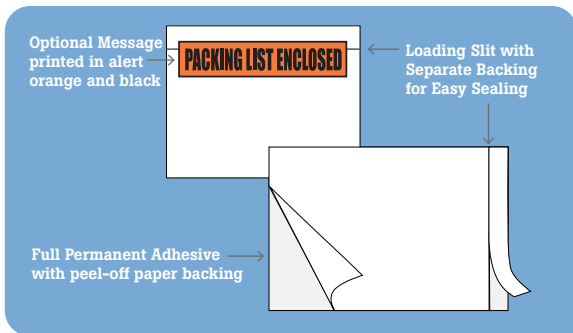 Optional Message
printed in alert
orange and black
PACKING LIST ENCLOSED
Loading Slit with
Separate Backing
for Easy Sealing
Full Permanent Adhesive
with peel-off paper backing